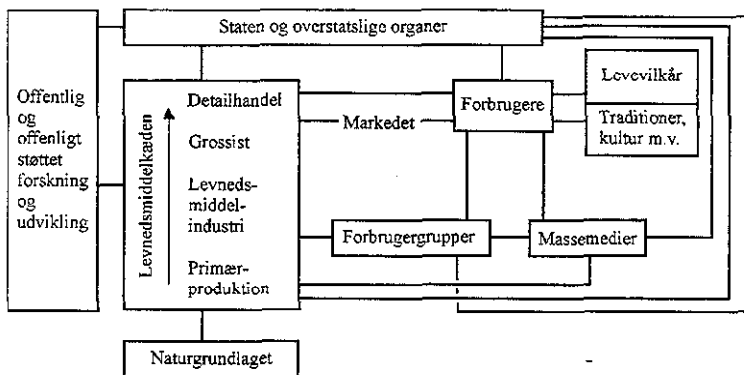 Staten og overstatslige organer
Offentlig
og
offentligt
støttet
forskning
og
udvikling
Levnedsmiddelkæden
Detailhandel
Grossist
Levneds-
middel-
industri
Primær-
produktion
Markedet
Forbrugere
Levevilkår
Traditioner,
kultur m.v.
Forbrugergrupper
Massemedier
Naturgrundlaget